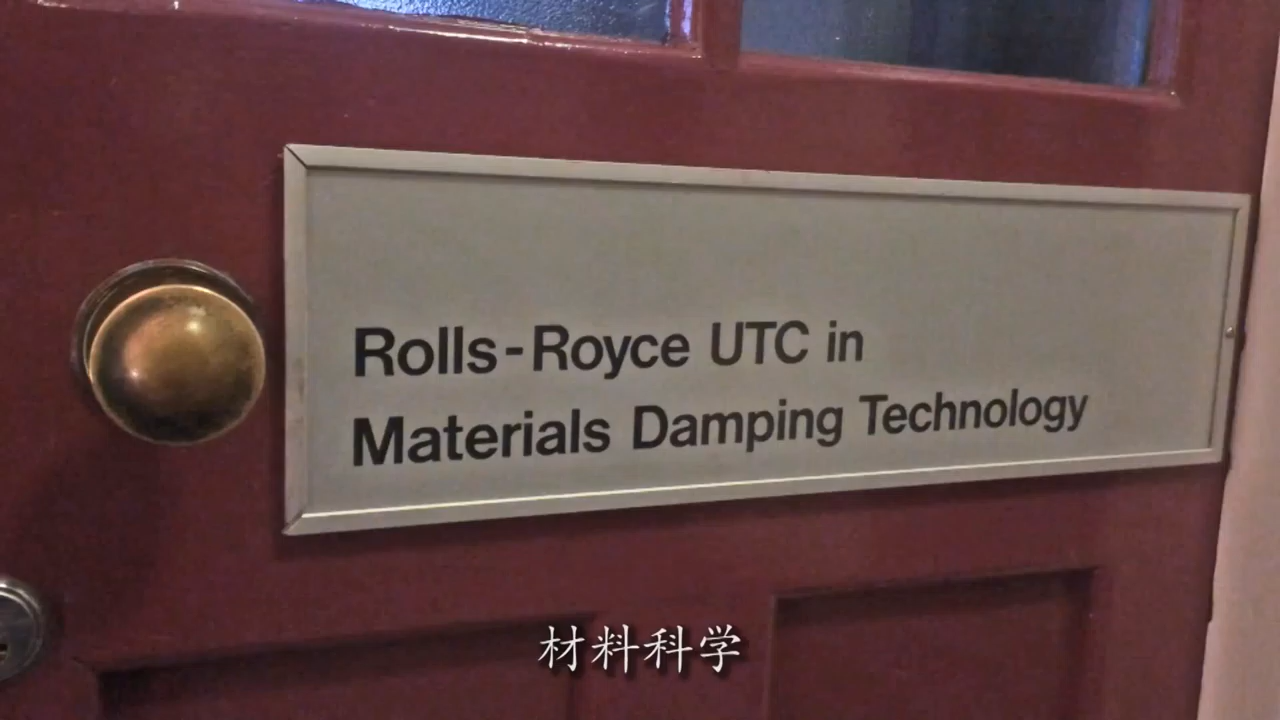 Rolls-Royce UTC in
Materials Damping Technology
材料科学